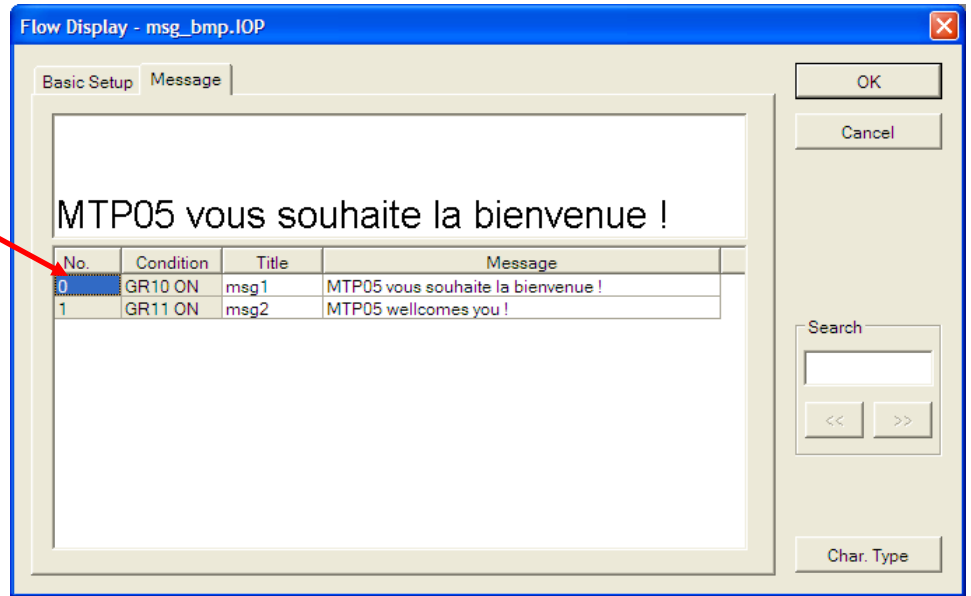 Flow Display - msg_bmp.IOP
Basic Setup Message
OK
Cancel
MTP05 vous souhaite la bienvenue !
No. Condition Title Message
0 GR10 ON msg1 MTP05 vous souhaite la bienvenue !
1 GR11 ON msg2 MTP05 wellcomes you !
Search
<< >>
Char. Type